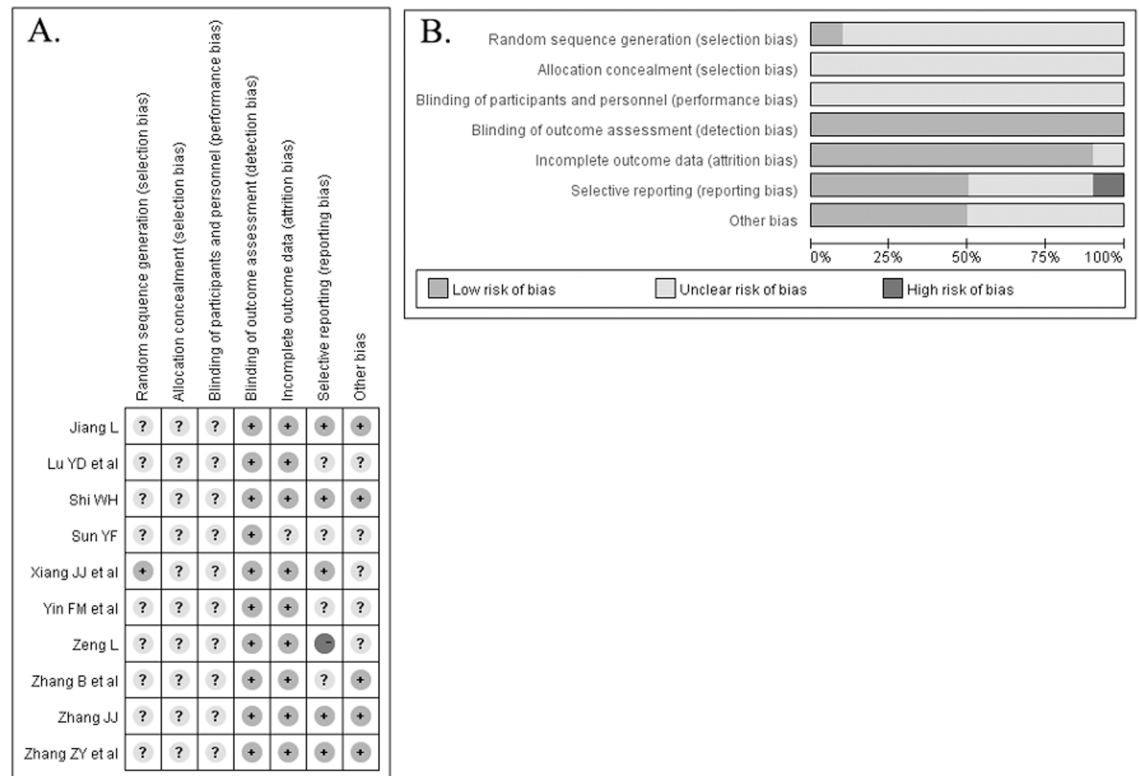 A.
Random sequence generation (selection bias)
Allocation concealment (selection bias)
Blinding of participants and personnel (performance bias)
Blinding of outcome assessment (detection bias)
Incomplete outcome data (attrition bias)
Selective reporting (reporting bias)
Other bias
Jiang L ? ? ? + + + +
Lu YD et al ? ? ? + + ? ?
Shi WH ? ? ? + + + +
Sun YF ? ? ? + ? ? ?
Xiang JJ et al + ? ? + + + ?
Yin FM et al ? ? ? + + ? ?
Zeng L ? ? ? + + - ?
Zhang B et al ? ? ? + + ? +
Zhang JJ ? ? ? + + + +
Zhang ZY et al ? ? ? + + + +
B.
Random sequence generation (selection bias)
Allocation concealment (selection bias)
Blinding of participants and personnel (performance bias)
Blinding of outcome assessment (detection bias)
Incomplete outcome data (attrition bias)
Selective reporting (reporting bias)
Other bias
0% 25% 50% 75% 100%
Low risk of bias Unclear risk of bias High risk of bias